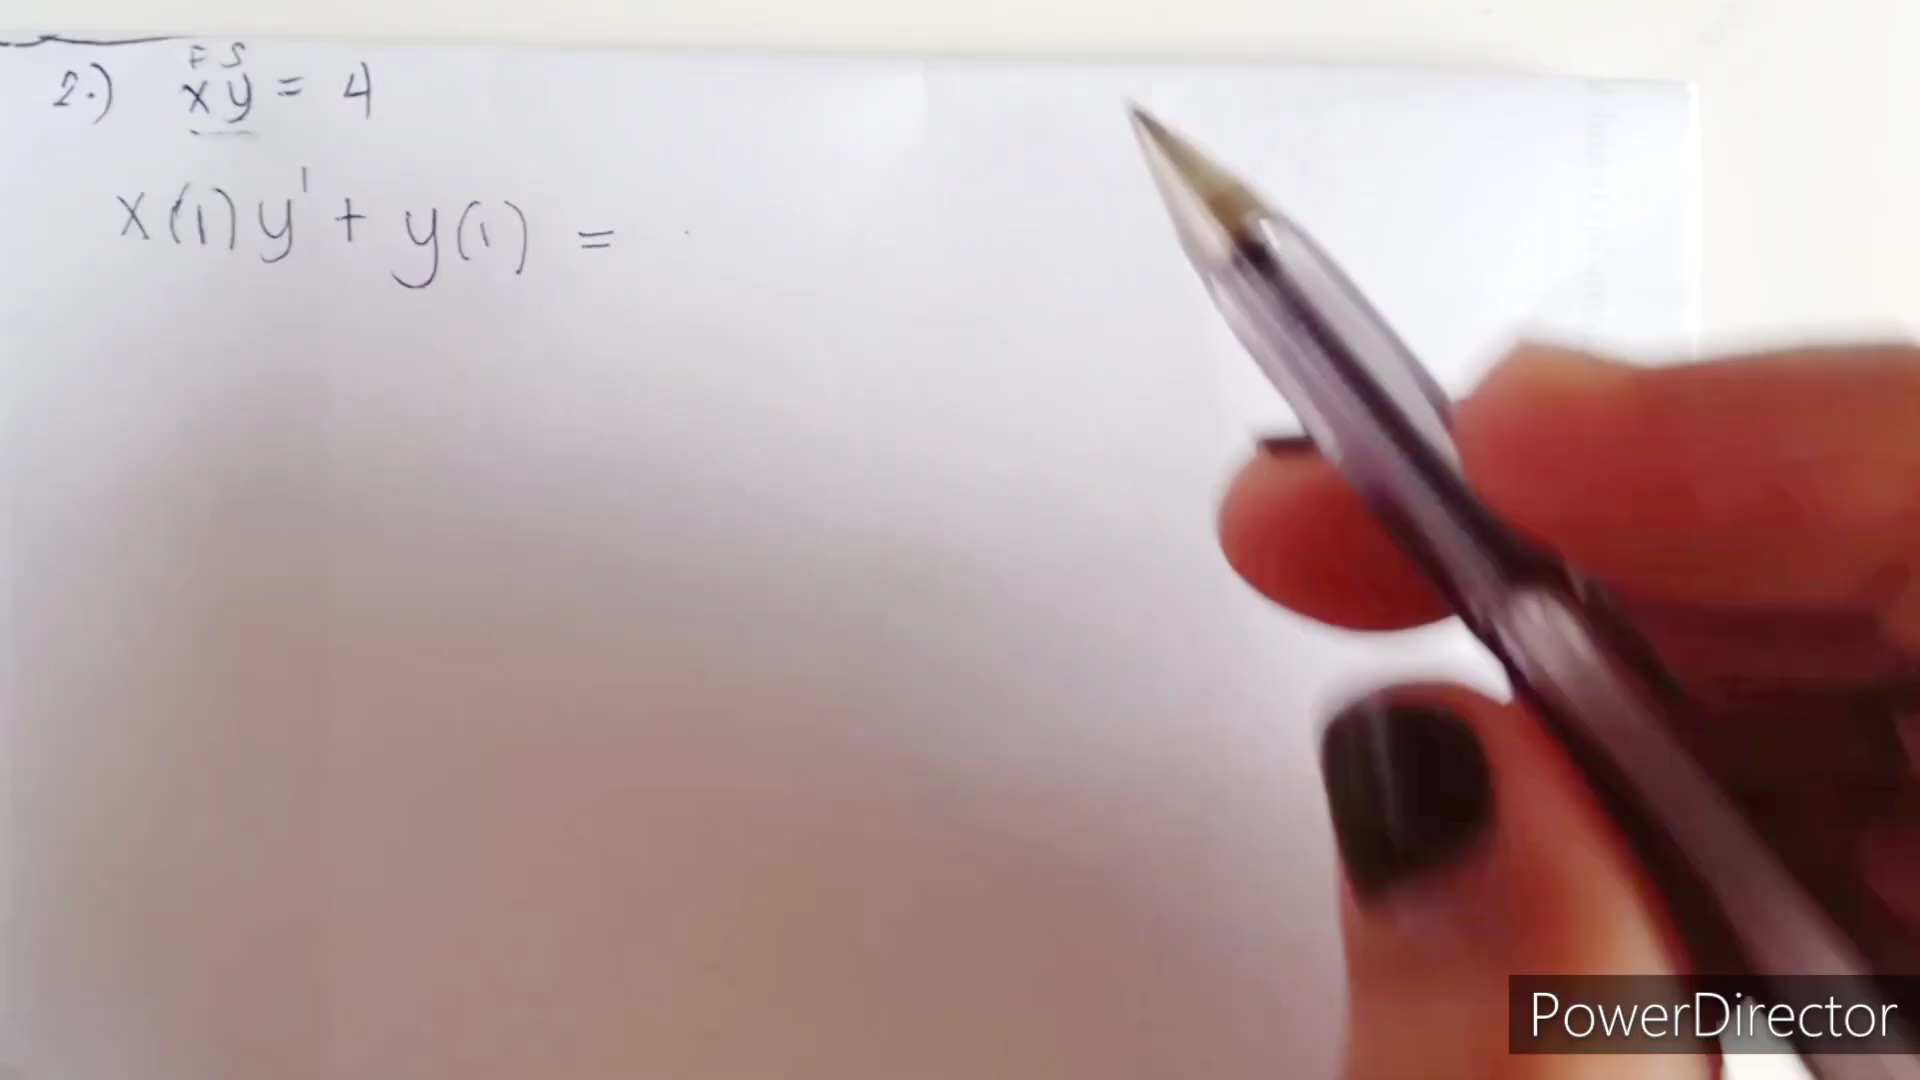 F S
2.) xy = 4
x(1)y' + y(1) =
PowerDirector